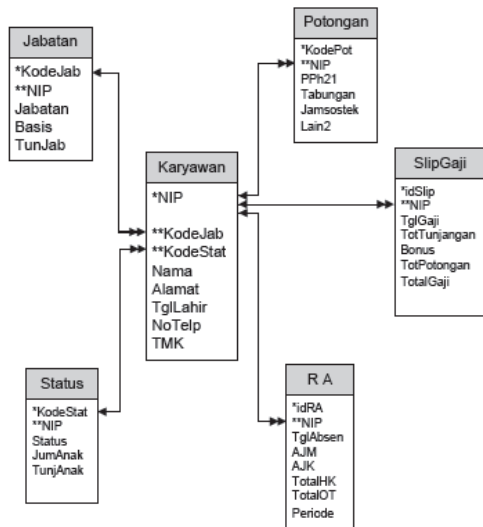 Jabatan
*KodeJab
**NIP
Jabatan
Basis
TunJab
Potongan
*KodePot
**NIP
PPh21
Tabungan
Jamsostek
Lain2
Karyawan
*NIP
**KodeJab
**KodeStat
Nama
Alamat
TglLahir
NoTelp
TMK
SlipGaji
*idSlip
**NIP
TglGaji
TotTunjangan
Bonus
TotPotongan
TotalGaji
Status
*KodeStat
**NIP
Status
JumAnak
TunjAnak
R A
*idRA
**NIP
TglAbsen
AJM
AJK
TotalHK
TotalOT
Periode